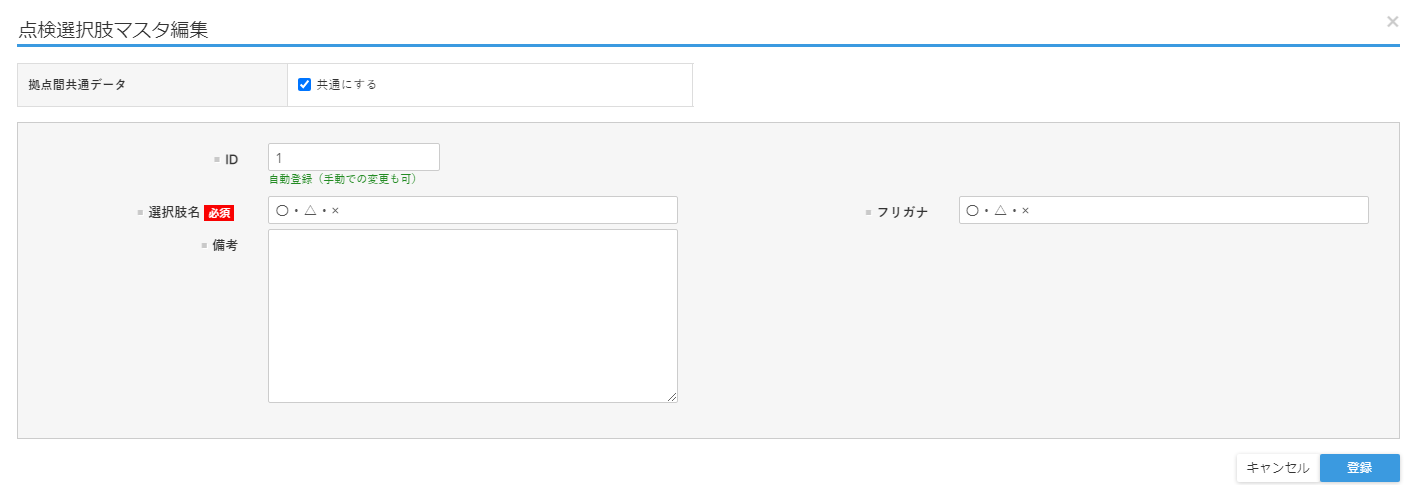 点検選択肢マスタ編集
×
拠点間共通データ
共通にする
ID
1
自動登録（手動での変更も可）
選択肢名 必須
〇・△・×
フリガナ
〇・△・×
備考
キャンセル
登録